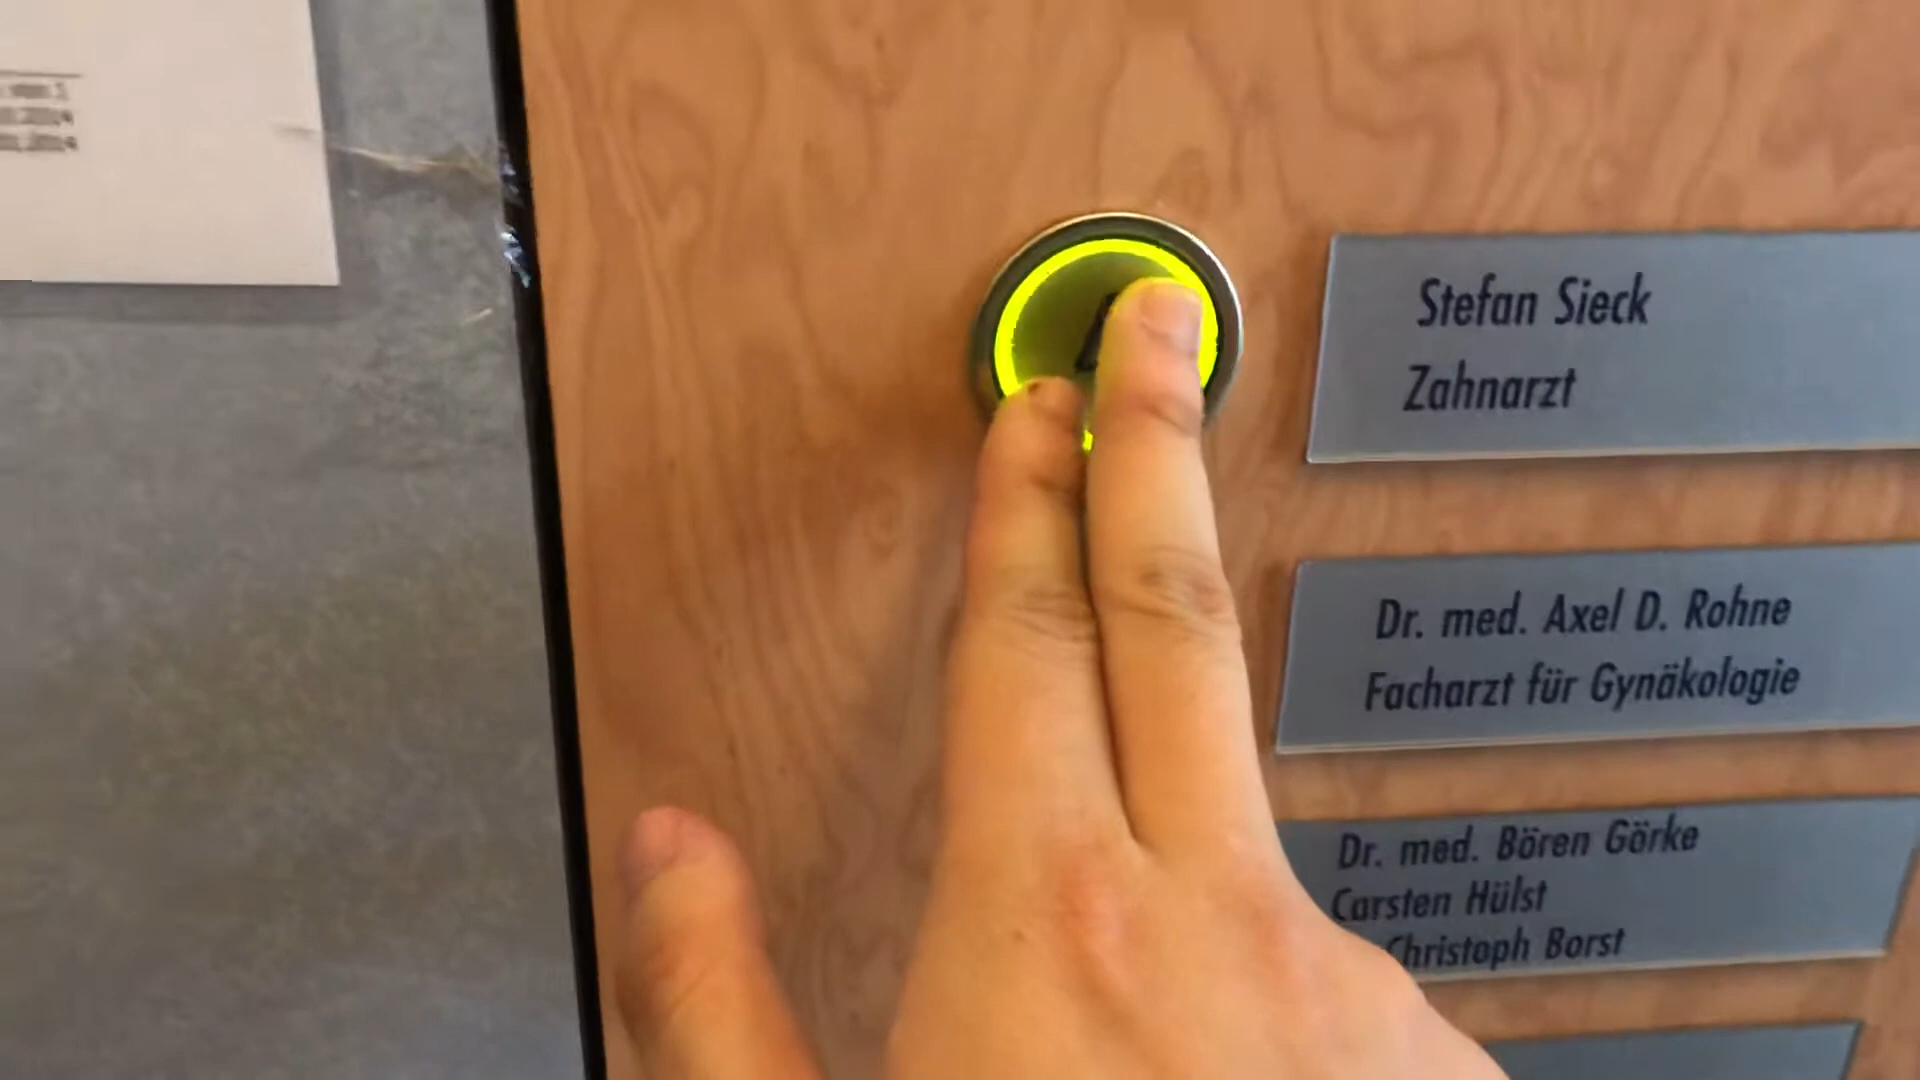 Stefan Sieck
Zahnarzt
Dr. med. Axel D. Rohne
Facharzt für Gynäkologie
Dr. med. Bören Görke
Carsten Hülst
Christoph Borst